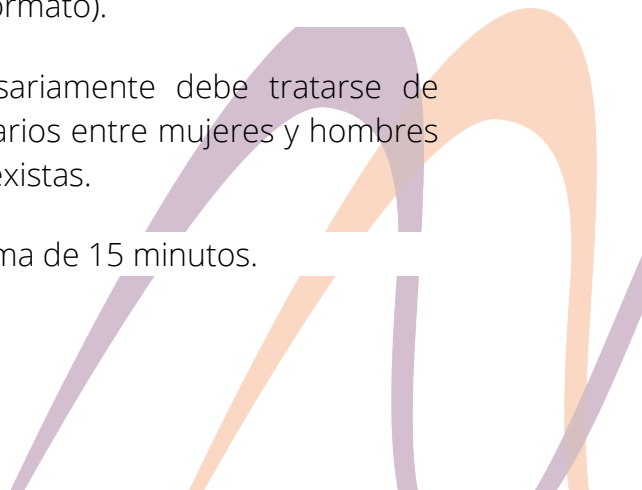 ormato).
sariamente debe tratarse de
arios entre mujeres y hombres
existas.
ma de 15 minutos.